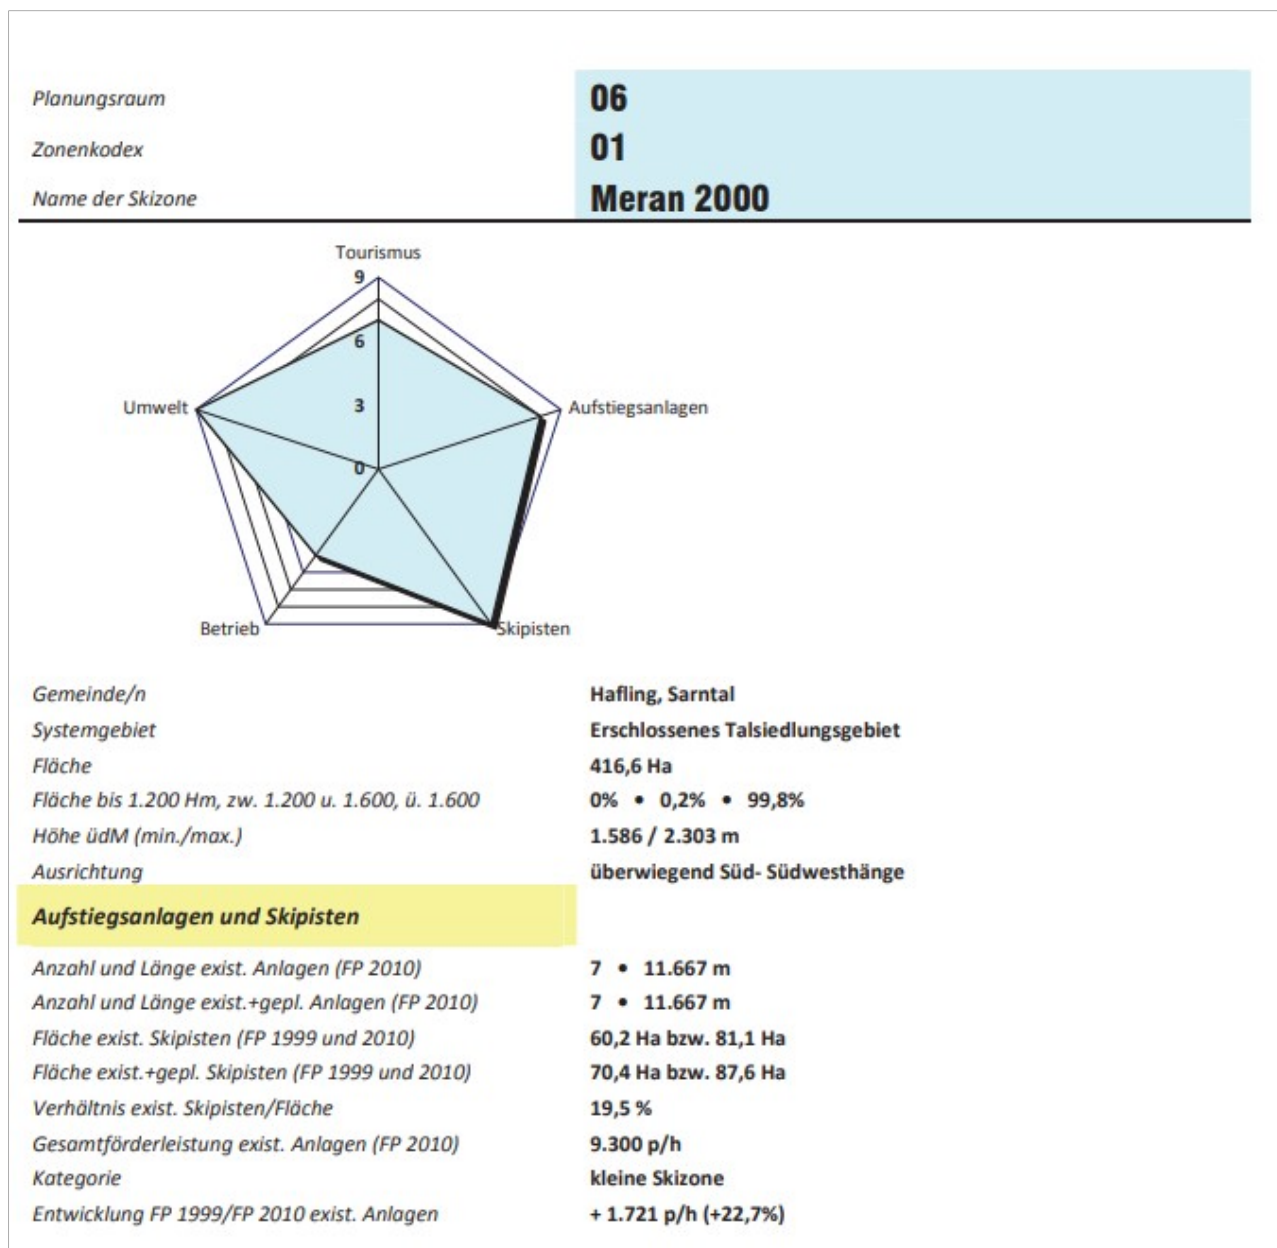 Planungsraum 06
Zonenkodex 01
Name der Skizone Meran 2000
Tourismus
9
6
Umwelt 3 Aufstiegsanlagen
0
Betrieb Skipisten
Gemeinde/n Hafling, Sarntal
Systemgebiet Erschlossenes Talsiedlungsgebiet
Fläche 416,6 Ha
Fläche bis 1.200 Hm, zw. 1.200 u. 1.600, ü. 1.600 0% • 0,2% • 99,8%
Höhe üdM (min./max.) 1.586 / 2.303 m
Ausrichtung überwiegend Süd- Südwesthänge
Aufstiegsanlagen und Skipisten
Anzahl und Länge exist. Anlagen (FP 2010) 7 • 11.667 m
Anzahl und Länge exist.+gepl. Anlagen (FP 2010) 7 • 11.667 m
Fläche exist. Skipisten (FP 1999 und 2010) 60,2 Ha bzw. 81,1 Ha
Fläche exist.+gepl. Skipisten (FP 1999 und 2010) 70,4 Ha bzw. 87,6 Ha
Verhältnis exist. Skipisten/Fläche 19,5 %
Gesamtförderleistung exist. Anlagen (FP 2010) 9.300 p/h
Kategorie kleine Skizone
Entwicklung FP 1999/FP 2010 exist. Anlagen + 1.721 p/h (+22,7%)